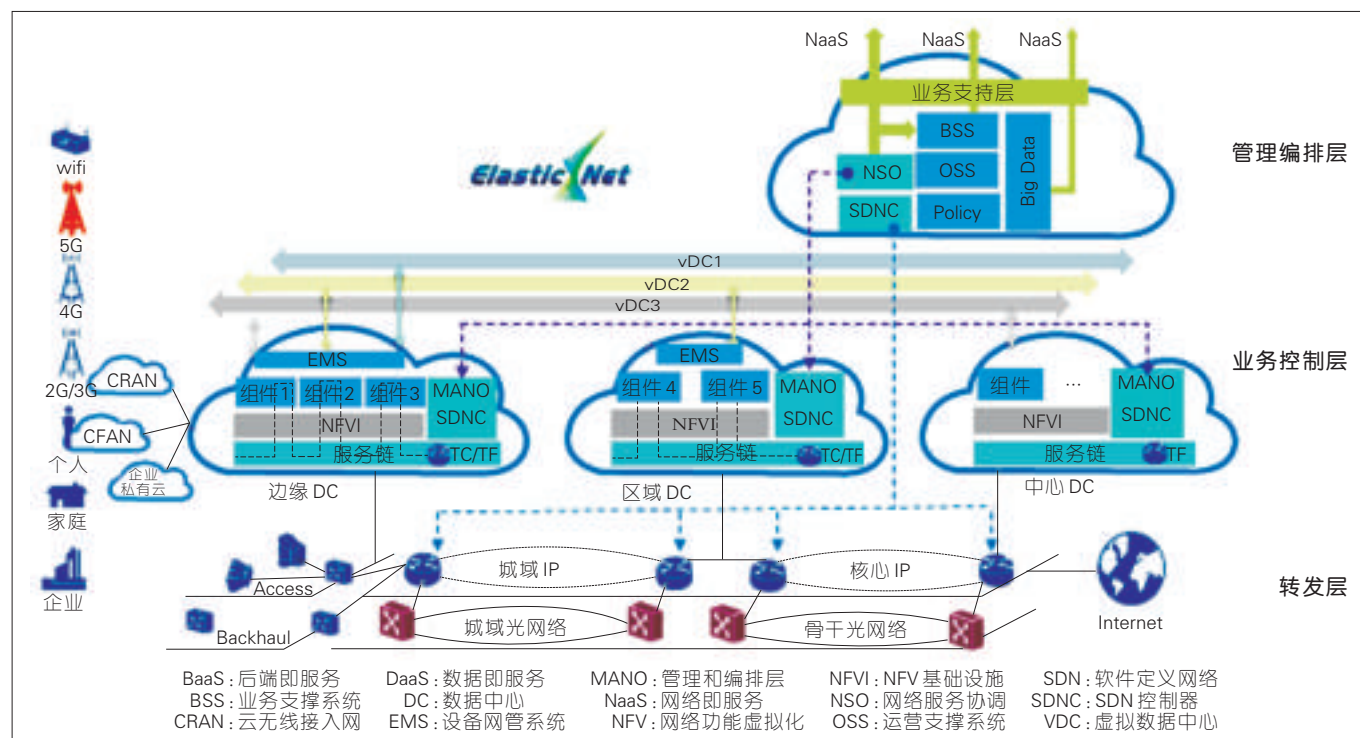 NaaS NaaS NaaS
业务支持层
BSS
NSO OSS Big Data
SDNC Policy
管理编排层
ElasticNet
wifi
5G
4G
2G/3G
个人
家庭
企业
CRAN
CFAN
企业
私有云
vDC1
vDC2
vDC3
EMS
组件 1 组件 2 组件 3 MANO
NFVI SDNC
服务链 TC/TF
边缘 DC
EMS
组件 4 组件 5 MANO
NFVI SDNC
服务链 TC/TF
区域 DC
组件 … MANO
NFVI SDNC
服务链 TF
中心 DC
业务控制层
Access
Backhaul
城域 IP 核心 IP
城域光网络 骨干光网络
Internet
转发层
BaaS：后端即服务 DaaS：数据即服务 MANO：管理和编排层 NFVI：NFV 基础设施 SDN：软件定义网络
BSS：业务支撑系统 DC：数据中心 NaaS：网络即服务 NSO：网络服务协调 SDNC：SDN 控制器
CRAN：云无线接入网 EMS：设备网管系统 NFV：网络功能虚拟化 OSS：运营支撑系统 VDC：虚拟数据中心